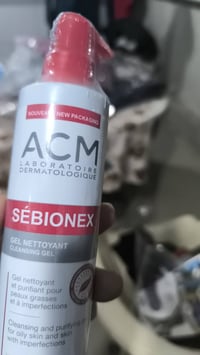 NOUVEAU NEW PACKAGING
ACM
LABORATOIRE
DERMATOLOGIQUE
SÉBIONEX
GEL NETTOYANT
CLEANSING GEL
Gel nettoyant
et purifiant pour
peaux grasses
et à imperfections
Cleansing and purifying
for oily skin and skin
with imperfections